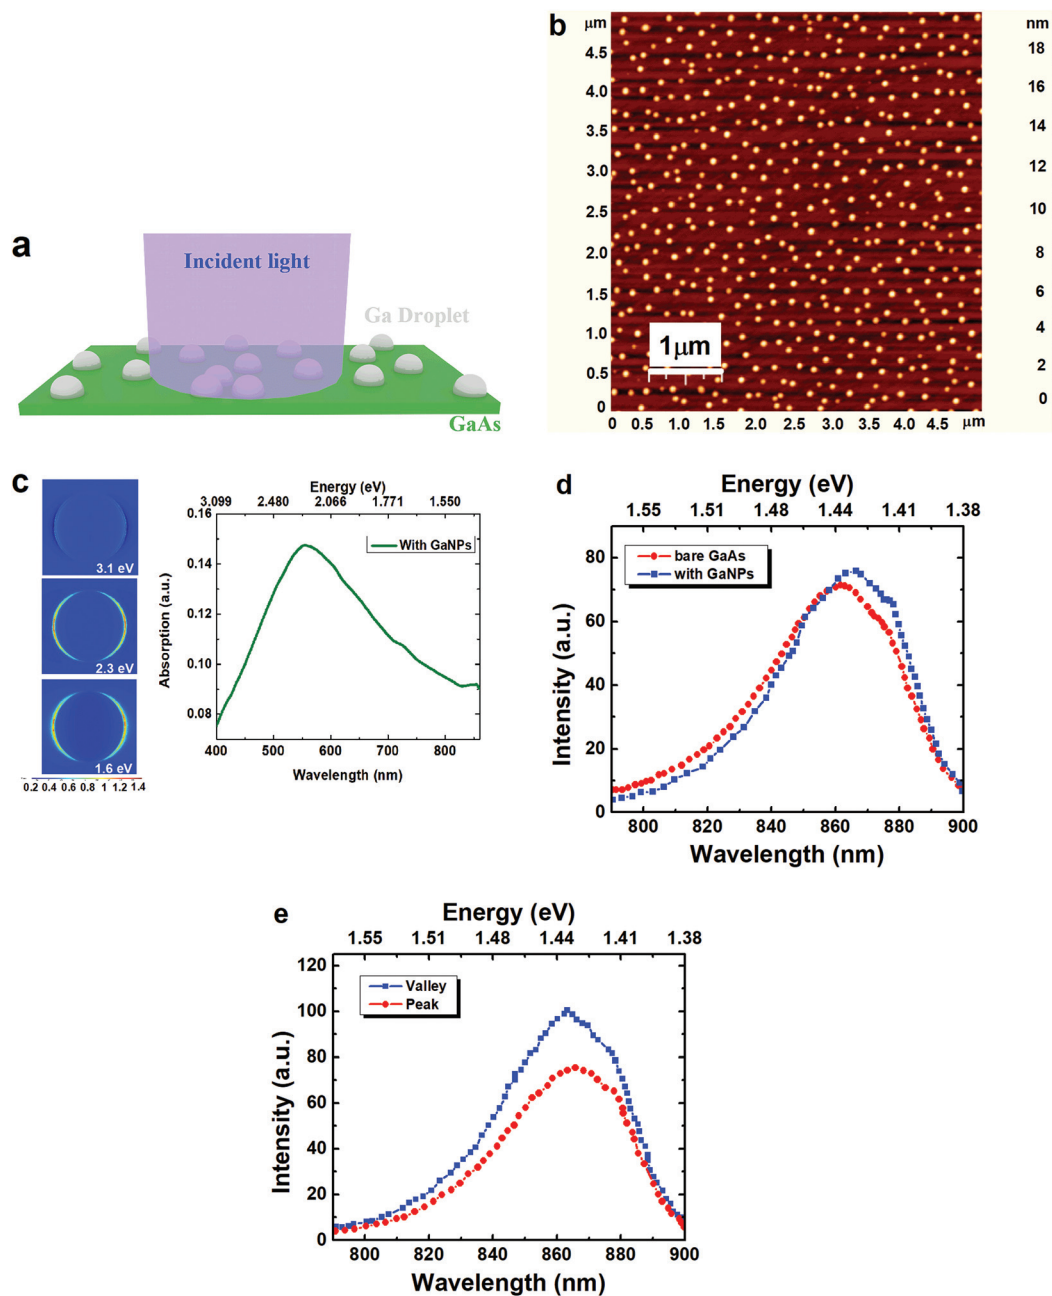 a
Incident light
Ga Droplet
GaAs
b
μm
4.5
4.0
3.5
3.0
2.5
2.0
1.5
1.0
0.5
0
1μm
0 0.5 1.0 1.5 2.0 2.5 3.0 3.5 4.0 4.5 μm
nm
18
16
14
12
10
8
6
4
2
0
c
3.1 eV
2.3 eV
1.6 eV
0.2 0.4 0.6 0.8 1 1.2 1.4
Energy (eV)
3.099 2.480 2.066 1.771 1.550
0.16
0.14
0.12
0.10
0.08
Absorption (a.u.)
With GaNPs
400 500 600 700 800
Wavelength (nm)
d
Energy (eV)
1.55 1.51 1.48 1.44 1.41 1.38
80
60
40
20
0
Intensity (a.u.)
bare GaAs
with GaNPs
800 820 840 860 880 900
Wavelength (nm)
e
Energy (eV)
1.55 1.51 1.48 1.44 1.41 1.38
120
100
80
60
40
20
0
Intensity (a.u.)
Valley
Peak
800 820 840 860 880 900
Wavelength (nm)